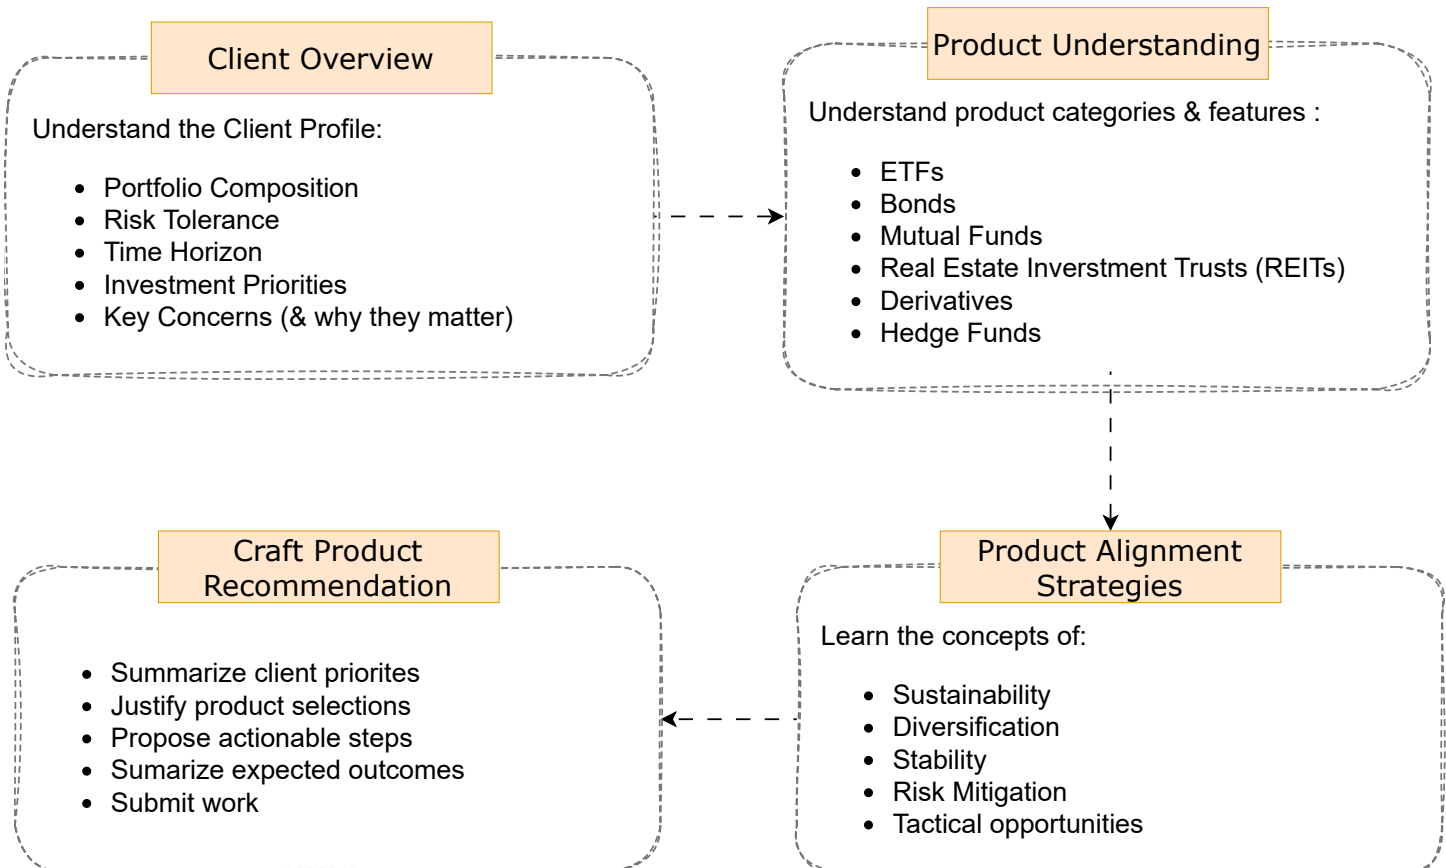 Client Overview
Understand the Client Profile:
Portfolio Composition
Risk Tolerance
Time Horizon
Investment Priorities
Key Concerns (& why they matter)
Product Understanding
Understand product categories & features :
ETFs
Bonds
Mutual Funds
Real Estate Inverstment Trusts (REITs)
Derivatives
Hedge Funds
Product Alignment
Strategies
Learn the concepts of:
Sustainability
Diversification
Stability
Risk Mitigation
Tactical opportunities
Craft Product
Recommendation
Summarize client priorites
Justify product selections
Propose actionable steps
Sumarize expected outcomes
Submit work